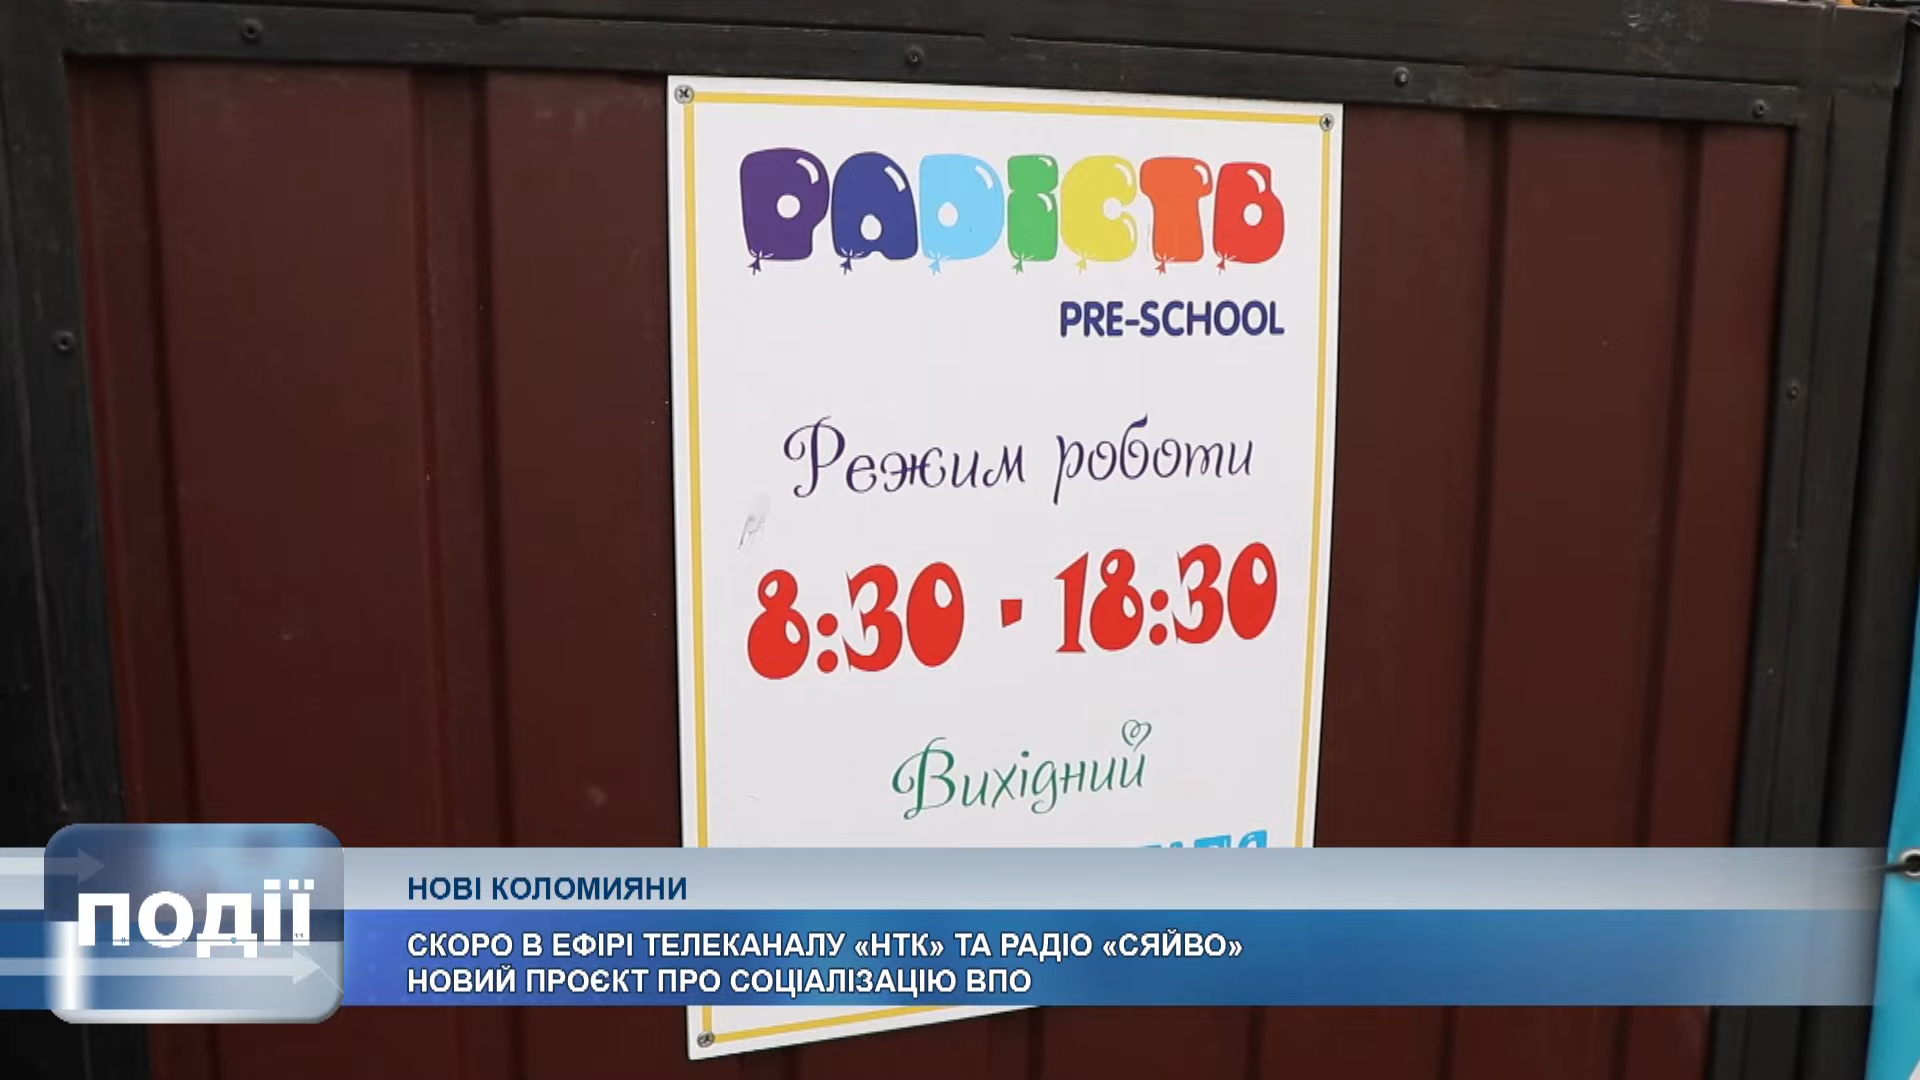 РАДІСТЬ
PRE-SCHOOL
Режим роботи
8:30 - 18:30
Вихідний
події
НОВІ КОЛОМИЯНИ
СКОРО В ЕФІРІ ТЕЛЕКАНАЛУ «НТК» ТА РАДІО «СЯЙВО»
НОВИЙ ПРОЄКТ ПРО СОЦІАЛІЗАЦІЮ ВПО